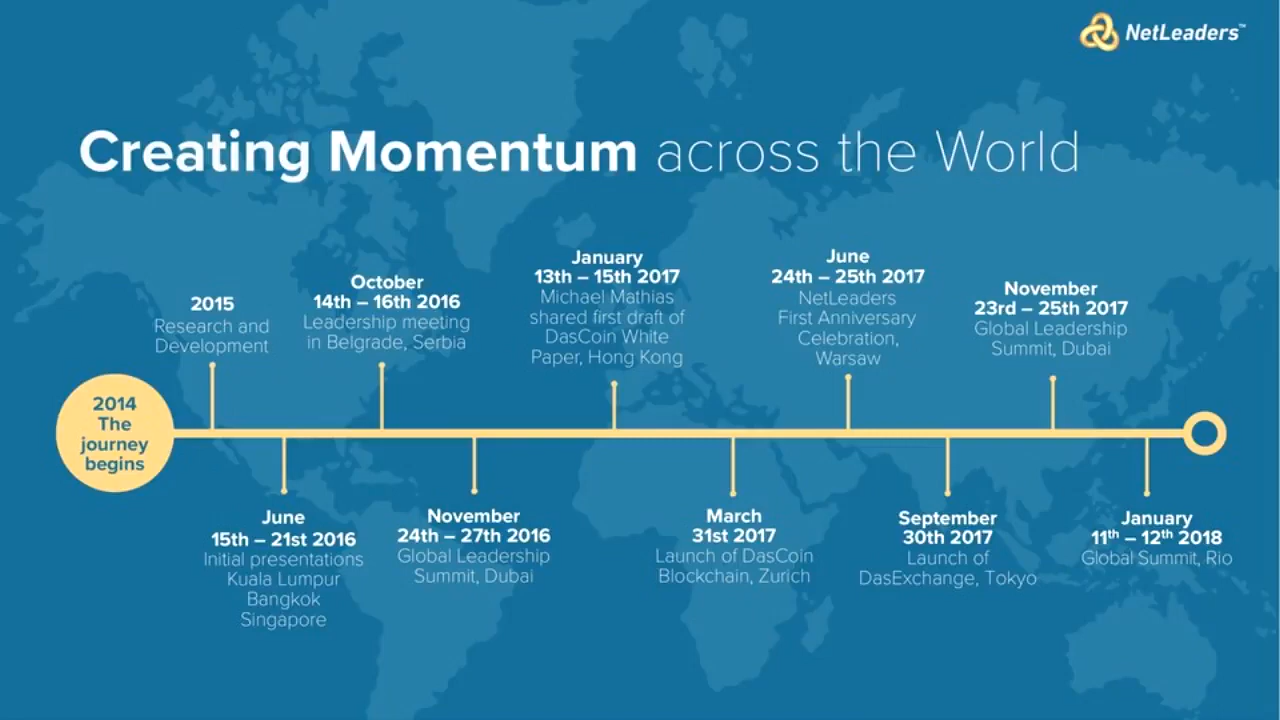 NetLeaders™
Creating Momentum across the World
2014
The
journey
begins
2015
Research and
Development
June
15th – 21st 2016
Initial presentations
Kuala Lumpur
Bangkok
Singapore
October
14th – 16th 2016
Leadership meeting
in Belgrade, Serbia
November
24th – 27th 2016
Global Leadership
Summit, Dubai
January
13th – 15th 2017
Michael Mathias
shared first draft of
DasCoin White
Paper, Hong Kong
March
31st 2017
Launch of DasCoin
Blockchain, Zurich
June
24th – 25th 2017
NetLeaders
First Anniversary
Celebration,
Warsaw
September
30th 2017
Launch of
DasExchange, Tokyo
November
23rd – 25th 2017
Global Leadership
Summit, Dubai
January
11th – 12th 2018
Global Summit, Rio